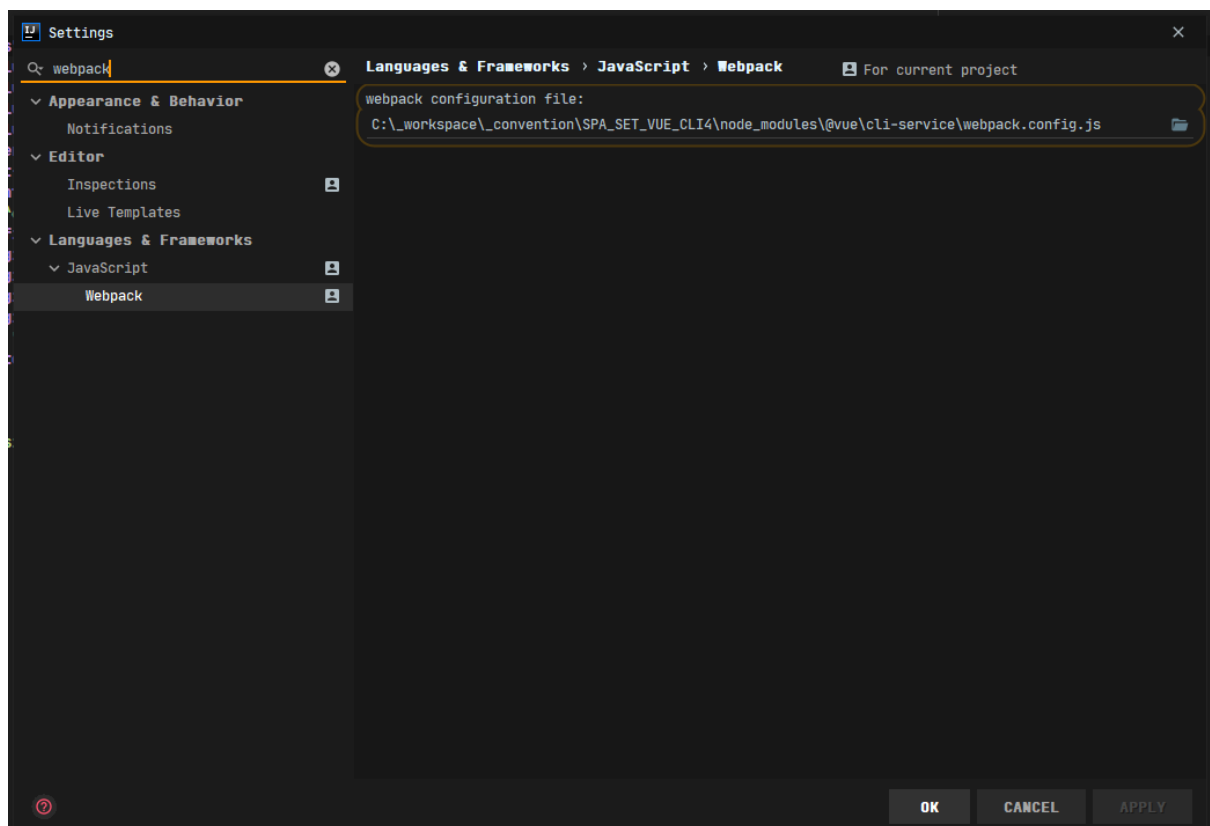 IJ Settings
webpack
Languages & Frameworks › JavaScript › Webpack
For current project
Appearance & Behavior
Notifications
Editor
Inspections
Live Templates
Languages & Frameworks
JavaScript
Webpack
webpack configuration file:
C:\_workspace\_convention\SPA_SET_VUE_CLI4\node_modules\@vue\cli-service\webpack.config.js
?
OK
CANCEL
APPLY